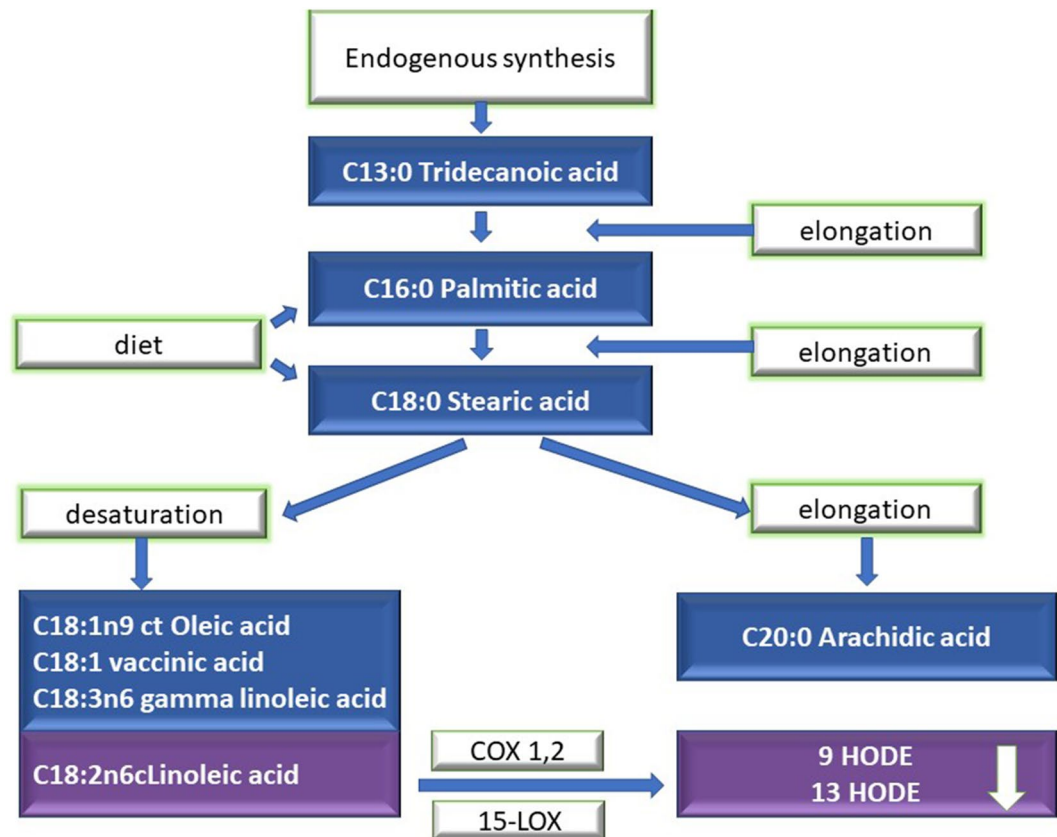 Endogenous synthesis
C13:0 Tridecanoic acid
elongation
C16:0 Palmitic acid
diet
elongation
C18:0 Stearic acid
desaturation
elongation
C18:1n9 ct Oleic acid
C18:1 vaccinic acid
C18:3n6 gamma linoleic acid
C20:0 Arachidic acid
C18:2n6cLinoleic acid
COX 1,2
15-LOX
9 HODE
13 HODE